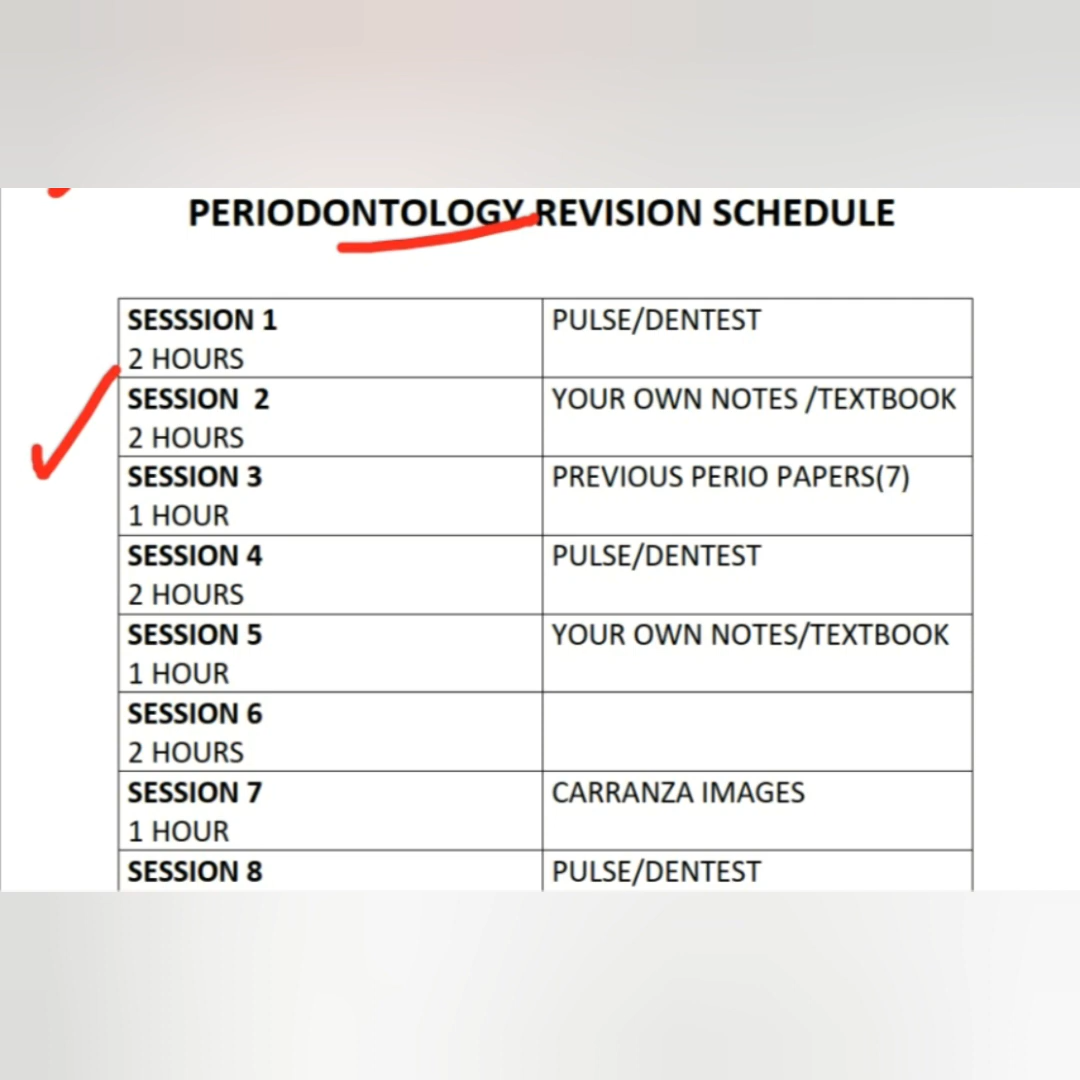 PERIODONTOLOGY REVISION SCHEDULE
SESSSION 1
PULSE/DENTEST
2 HOURS
SESSION 2
YOUR OWN NOTES /TEXTBOOK
2 HOURS
SESSION 3
PREVIOUS PERIO PAPERS(7)
1 HOUR
SESSION 4
PULSE/DENTEST
2 HOURS
SESSION 5
YOUR OWN NOTES/TEXTBOOK
1 HOUR
SESSION 6
2 HOURS
SESSION 7
CARRANZA IMAGES
1 HOUR
SESSION 8
PULSE/DENTEST